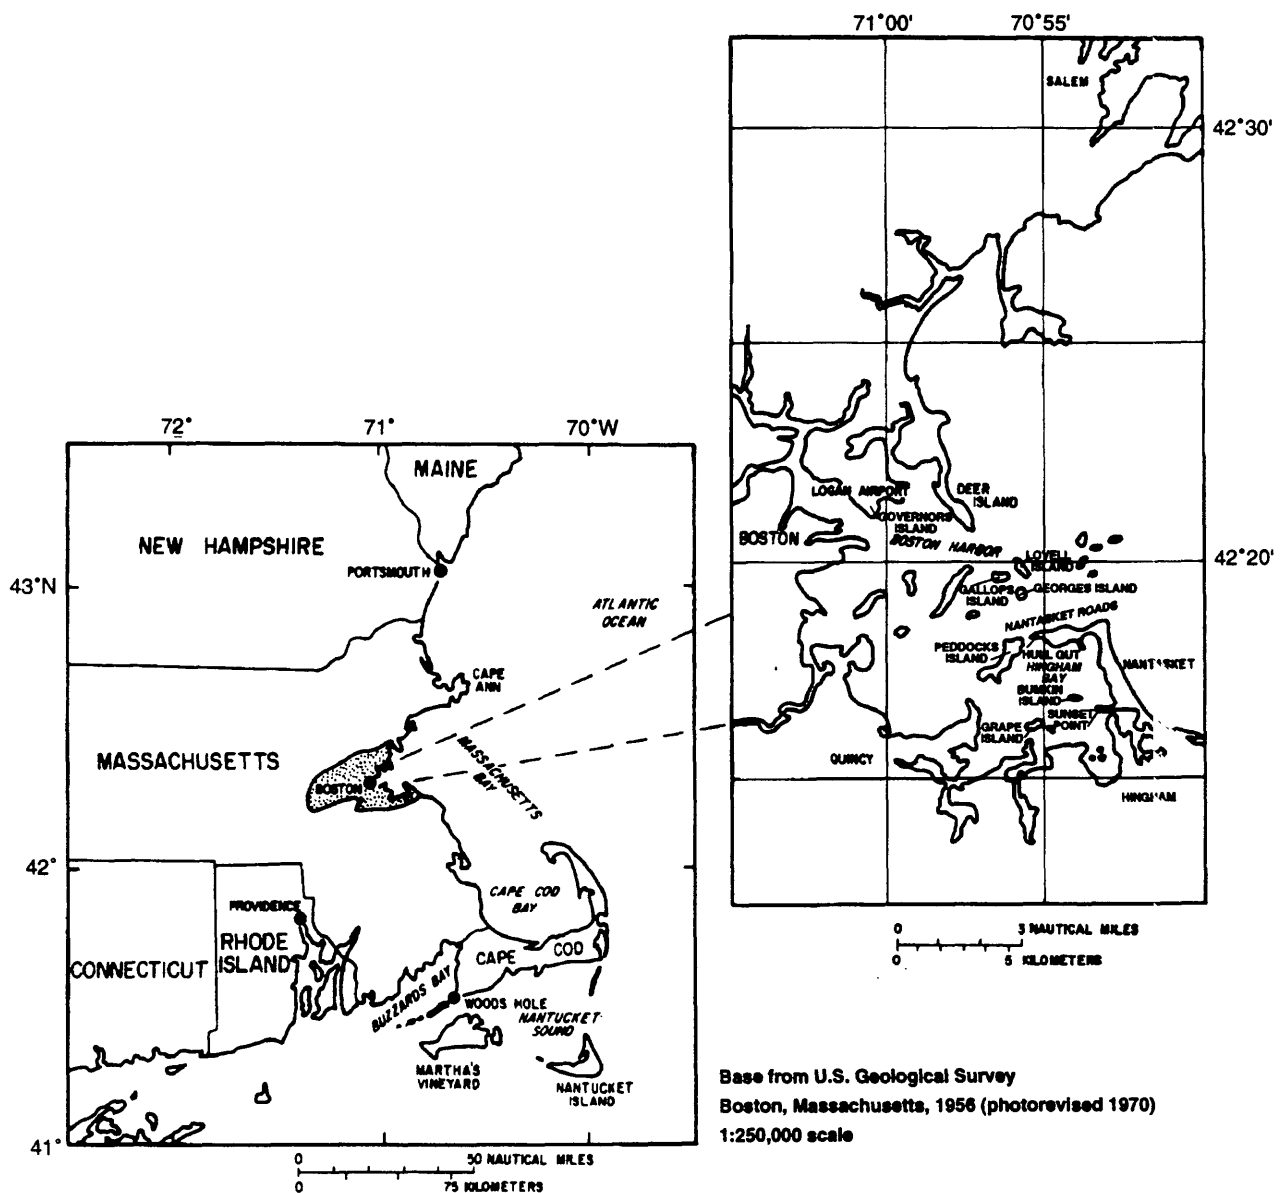 71°00' 70°55'
SALEM
42°30'
LOGAN AIRPORT
DEER
ISLAND
GOVERNORS
ISLAND
BOSTON
BOSTON HARBOR
LOVELL
ISLAND
42°20'
GALLOPS
ISLAND
GEORGES ISLAND
NANTASKET ROADS
PEDDOCKS
ISLAND
HULL GUT
HINGHAM
BAY
NANTASKET
BUMKIN
ISLAND
SUNSET
POINT
GRAPE
ISLAND
QUINCY
HINGHAM
0 3 NAUTICAL MILES
0 5 KILOMETERS
72° 71° 70°W
MAINE
NEW HAMPSHIRE
PORTSMOUTH
43°N
ATLANTIC
OCEAN
CAPE
ANN
MASSACHUSETTS
MASSACHUSETTS
BAY
BOSTON
42°
CAPE COD
BAY
PROVIDENCE
RHODE
ISLAND
CONNECTICUT
CAPE COD
BUZZARDS BAY
WOODS HOLE
NANTUCKET
SOUND
MARTHA'S
VINEYARD
NANTUCKET
ISLAND
41°
0 50 NAUTICAL MILES
0 75 KILOMETERS
Base from U.S. Geological Survey
Boston, Massachusetts, 1956 (photorevised 1970)
1:250,000 scale